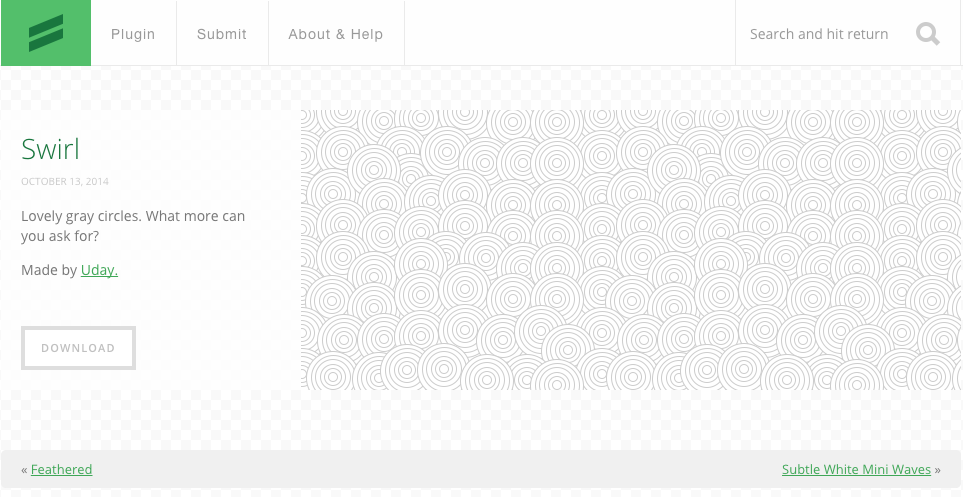 Plugin
Submit
About & Help
Search and hit return
Swirl
OCTOBER 13, 2014
Lovely gray circles. What more can
you ask for?
Made by Uday.
DOWNLOAD
« Feathered
Subtle White Mini Waves »